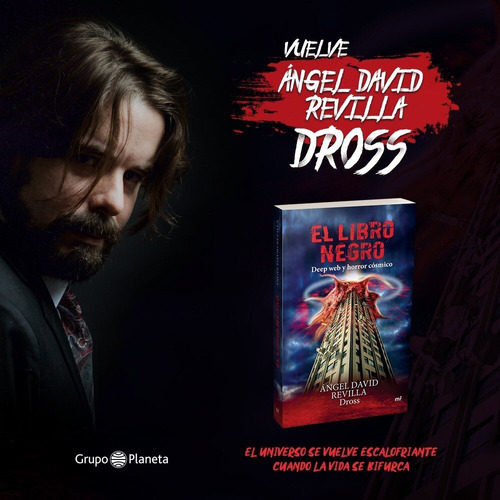 VUELVE
ÁNGEL DAVID
REVILLA
DROSS
EL LIBRO
NEGRO
Deep web y horror cósmico
ÁNGEL DAVID
REVILLA
Dross
mr
Grupo Planeta
EL UNIVERSO SE VUELVE ESCALOFRIANTE
CUANDO LA VIDA SE BIFURCA